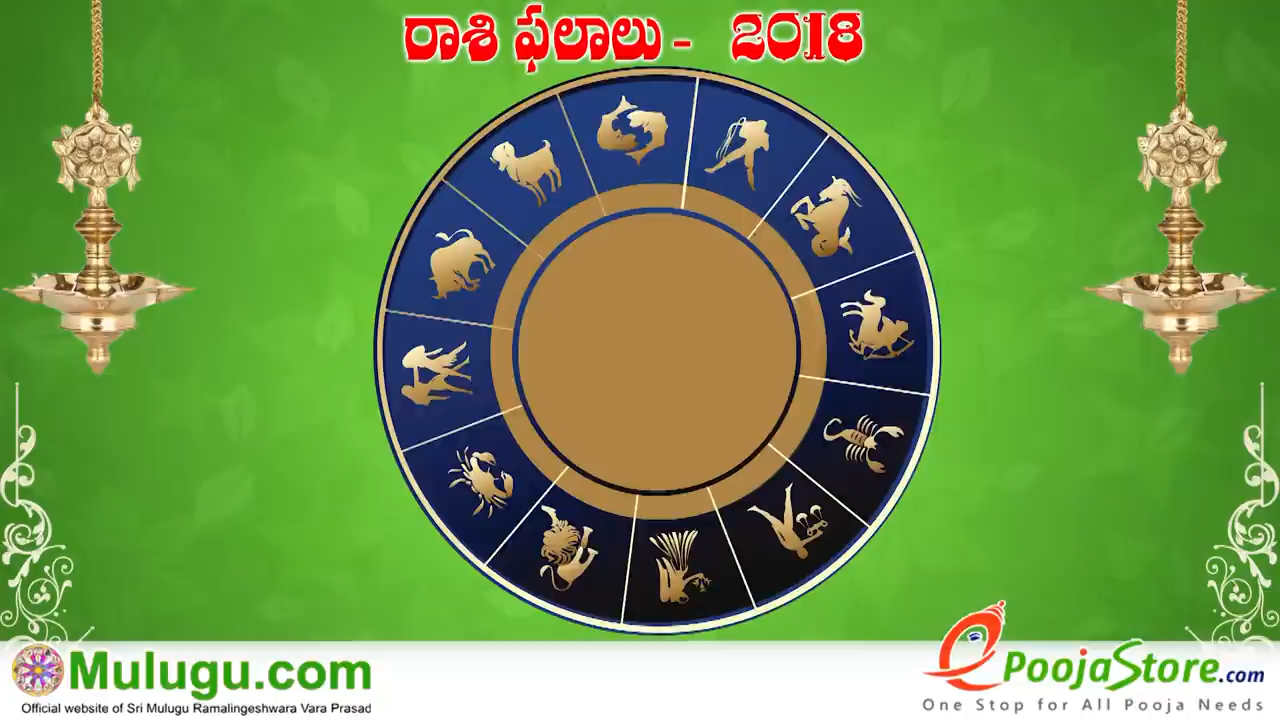 రాశి ఫలాలు - 2018
Mulugu.com
Official website of Sri Mulugu Ramalingeshwara Vara Prasad
ePoojaStore.com
One Stop for All Pooja Needs